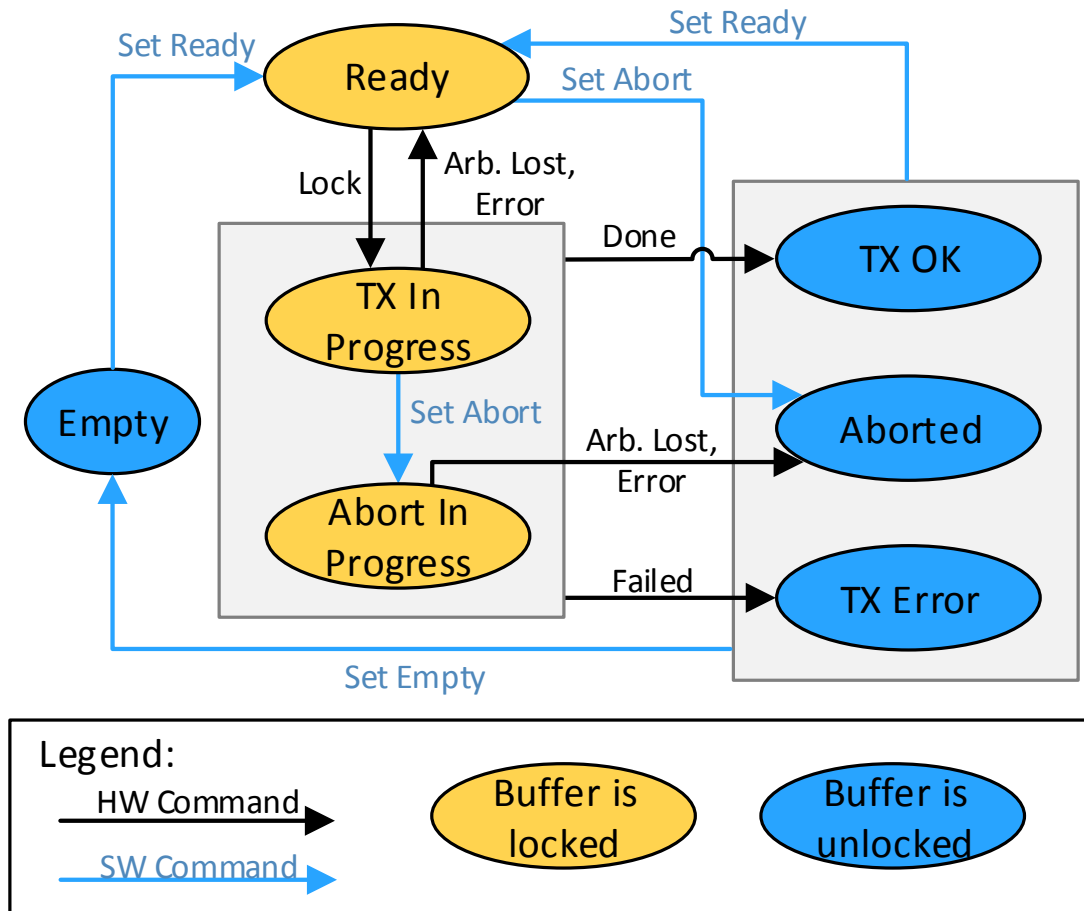 Set Ready
Set Ready
Ready
Set Abort
Lock
Arb. Lost,
Error
Done
TX OK
TX In
Progress
Empty
Set Abort
Aborted
Arb. Lost,
Error
Abort In
Progress
Failed
TX Error
Set Empty
Legend:
HW Command
SW Command
Buffer is
locked
Buffer is
unlocked